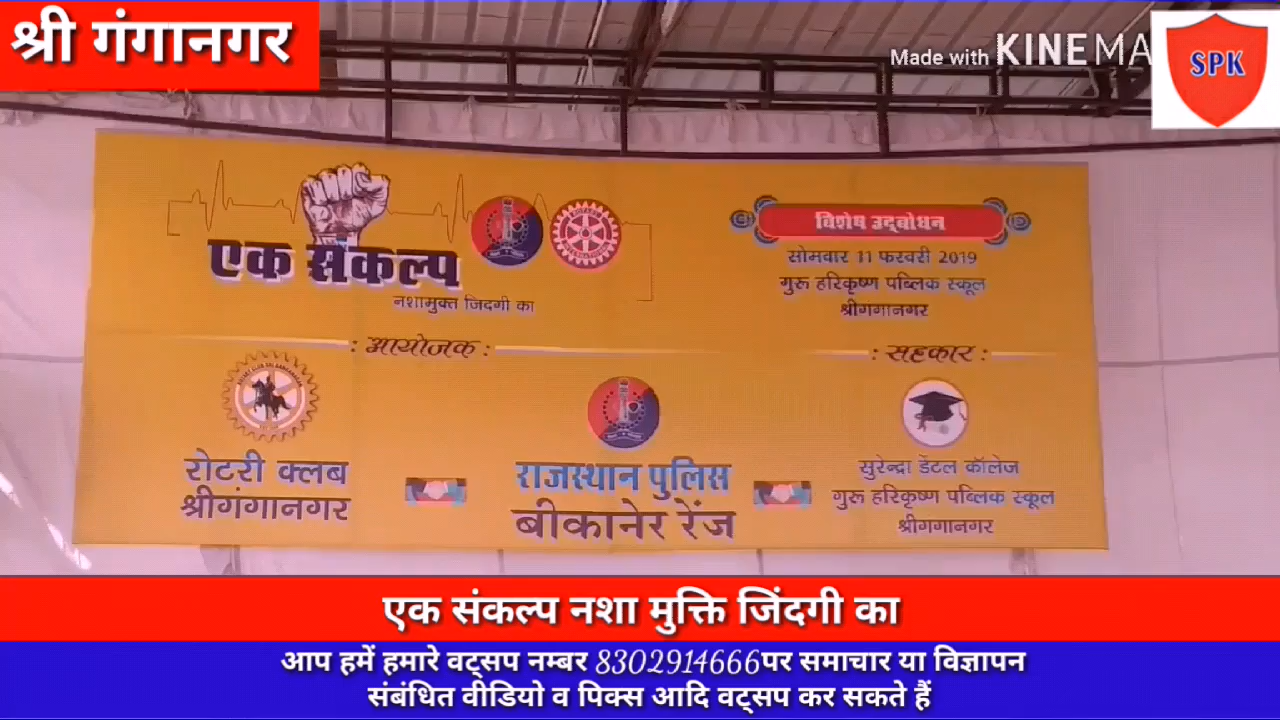 श्री गंगानगर
Made with KINEMA
SPK
एक संकल्प
नशामुक्त जिंदगी का
विशेष उद्बोधन
सोमवार 11 फरवरी 2019
गुरू हरिकृष्ण पब्लिक स्कूल
श्रीगंगानगर
: आयोजक :
: सहकार :
रोटरी क्लब
श्रीगंगानगर
राजस्थान पुलिस
बीकानेर रेंज
सुरेन्द्रा डेंटल कॉलेज
गुरू हरिकृष्ण पब्लिक स्कूल
श्रीगंगानगर
एक संकल्प नशा मुक्ति जिंदगी का
आप हमें हमारे वट्सप नम्बर 8302914666पर समाचार या विज्ञापन
संबंधित वीडियो व पिक्स आदि वट्सप कर सकते हैं